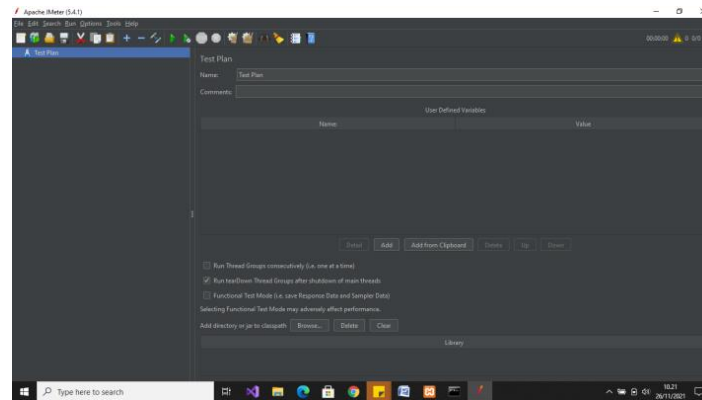 Apache JMeter (5.4.1)
File Edit Search Run Options Tools Help
00:00:00 0 0/0
Test Plan
Test Plan
Name: Test Plan
Comments:
User Defined Variables
Name: Value
Detail Add Add from Clipboard Delete Up Down
Run Thread Groups consecutively (i.e. one at a time)
Run tearDown Thread Groups after shutdown of main threads
Functional Test Mode (i.e. save Response Data and Sampler Data)
Selecting Functional Test Mode may adversely affect performance.
Add directory or jar to classpath Browse... Delete Clear
Library
Type here to search
10.21
26/11/2021